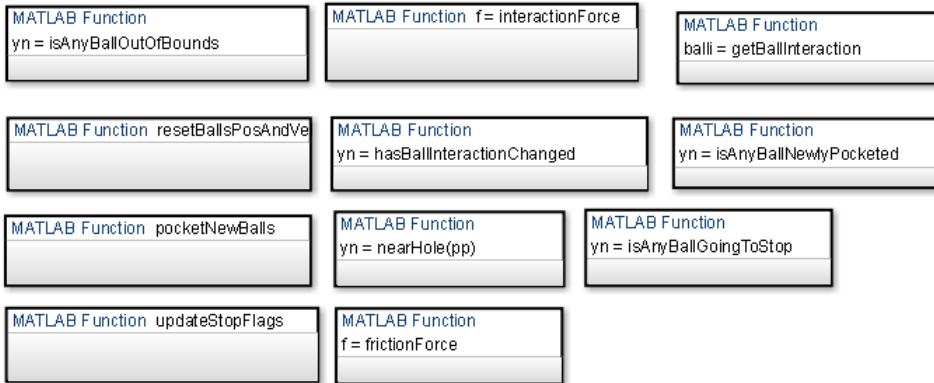 MATLAB Function
yn = isAnyBallOutOfBounds
MATLAB Function f = interactionForce
MATLAB Function
balli = getBallInteraction
MATLAB Function resetBallsPosAndVe
MATLAB Function
yn = hasBallInteractionChanged
MATLAB Function
yn = isAnyBallNewlyPocketed
MATLAB Function pocketNewBalls
MATLAB Function
yn = nearHole(pp)
MATLAB Function
yn = isAnyBallGoingToStop
MATLAB Function updateStopFlags
MATLAB Function
f = frictionForce